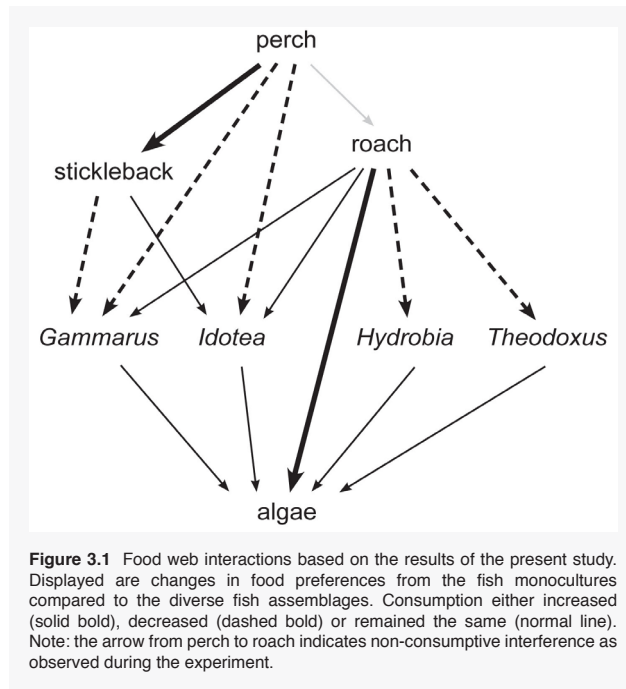 perch
roach
stickleback
Gammarus Idotea Hydrobia Theodoxus
algae
Figure 3.1 Food web interactions based on the results of the present study.
Displayed are changes in food preferences from the fish monocultures
compared to the diverse fish assemblages. Consumption either increased
(solid bold), decreased (dashed bold) or remained the same (normal line).
Note: the arrow from perch to roach indicates non-consumptive interference as
observed during the experiment.